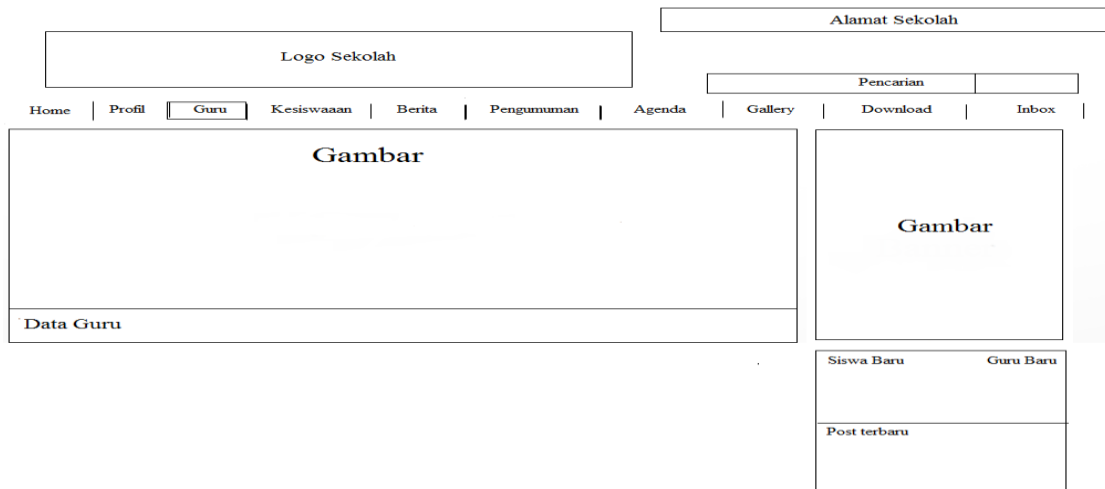 Alamat Sekolah
Logo Sekolah
Pencarian
Home Profil Guru Kesiswaaan Berita Pengumuman Agenda Gallery Download Inbox
Gambar
Gambar
Data Guru
Siswa Baru Guru Baru
Post terbaru